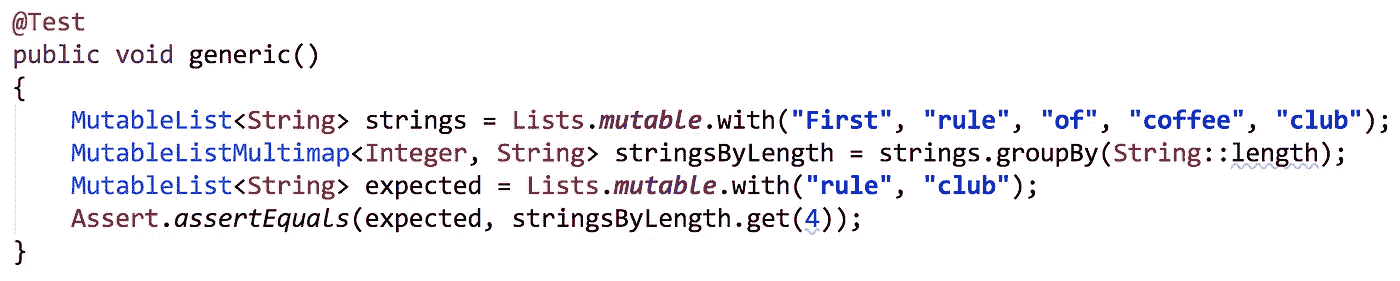 @Test
public void generic()
{
    MutableList<String> strings = Lists.mutable.with("First", "rule", "of", "coffee", "club");
    MutableListMultimap<Integer, String> stringsByLength = strings.groupBy(String::length);
    MutableList<String> expected = Lists.mutable.with("rule", "club");
    Assert.assertEquals(expected, stringsByLength.get(4));
}